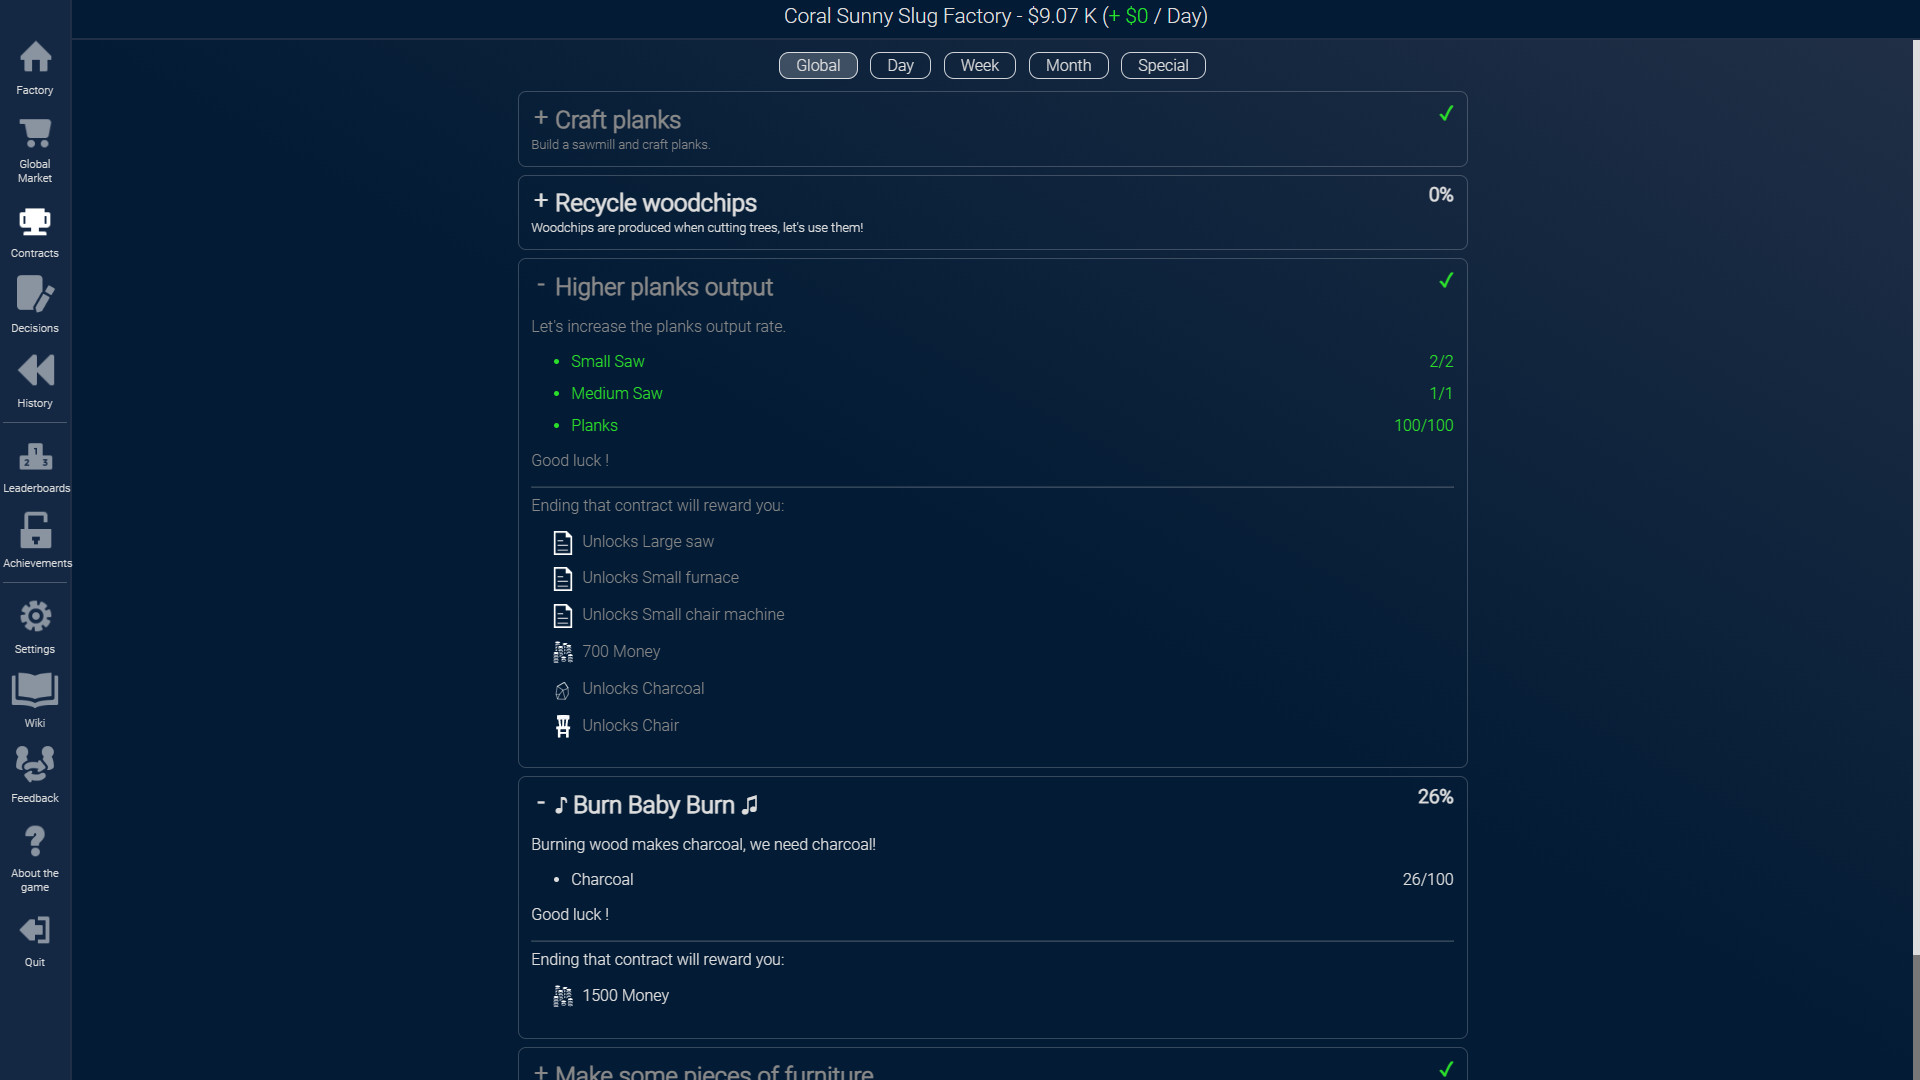 Coral Sunny Slug Factory - $9.07 K (+ $0 / Day)
Factory
Global
Market
Contracts
Decisions
History
1
2 3
Leaderboards
Achievements
Settings
Wiki
Feedback
?
About the
game
Quit
Global Day Week Month Special
+ Craft planks ✓
Build a sawmill and craft planks.
+ Recycle woodchips 0%
Woodchips are produced when cutting trees, let's use them!
- Higher planks output ✓
Let's increase the planks output rate.
• Small Saw 2/2
• Medium Saw 1/1
• Planks 100/100
Good luck !
Ending that contract will reward you:
Unlocks Large saw
Unlocks Small furnace
Unlocks Small chair machine
700 Money
Unlocks Charcoal
Unlocks Chair
- ♪ Burn Baby Burn ♫ 26%
Burning wood makes charcoal, we need charcoal!
• Charcoal 26/100
Good luck !
Ending that contract will reward you:
1500 Money
+ Make some pieces of furniture ✓